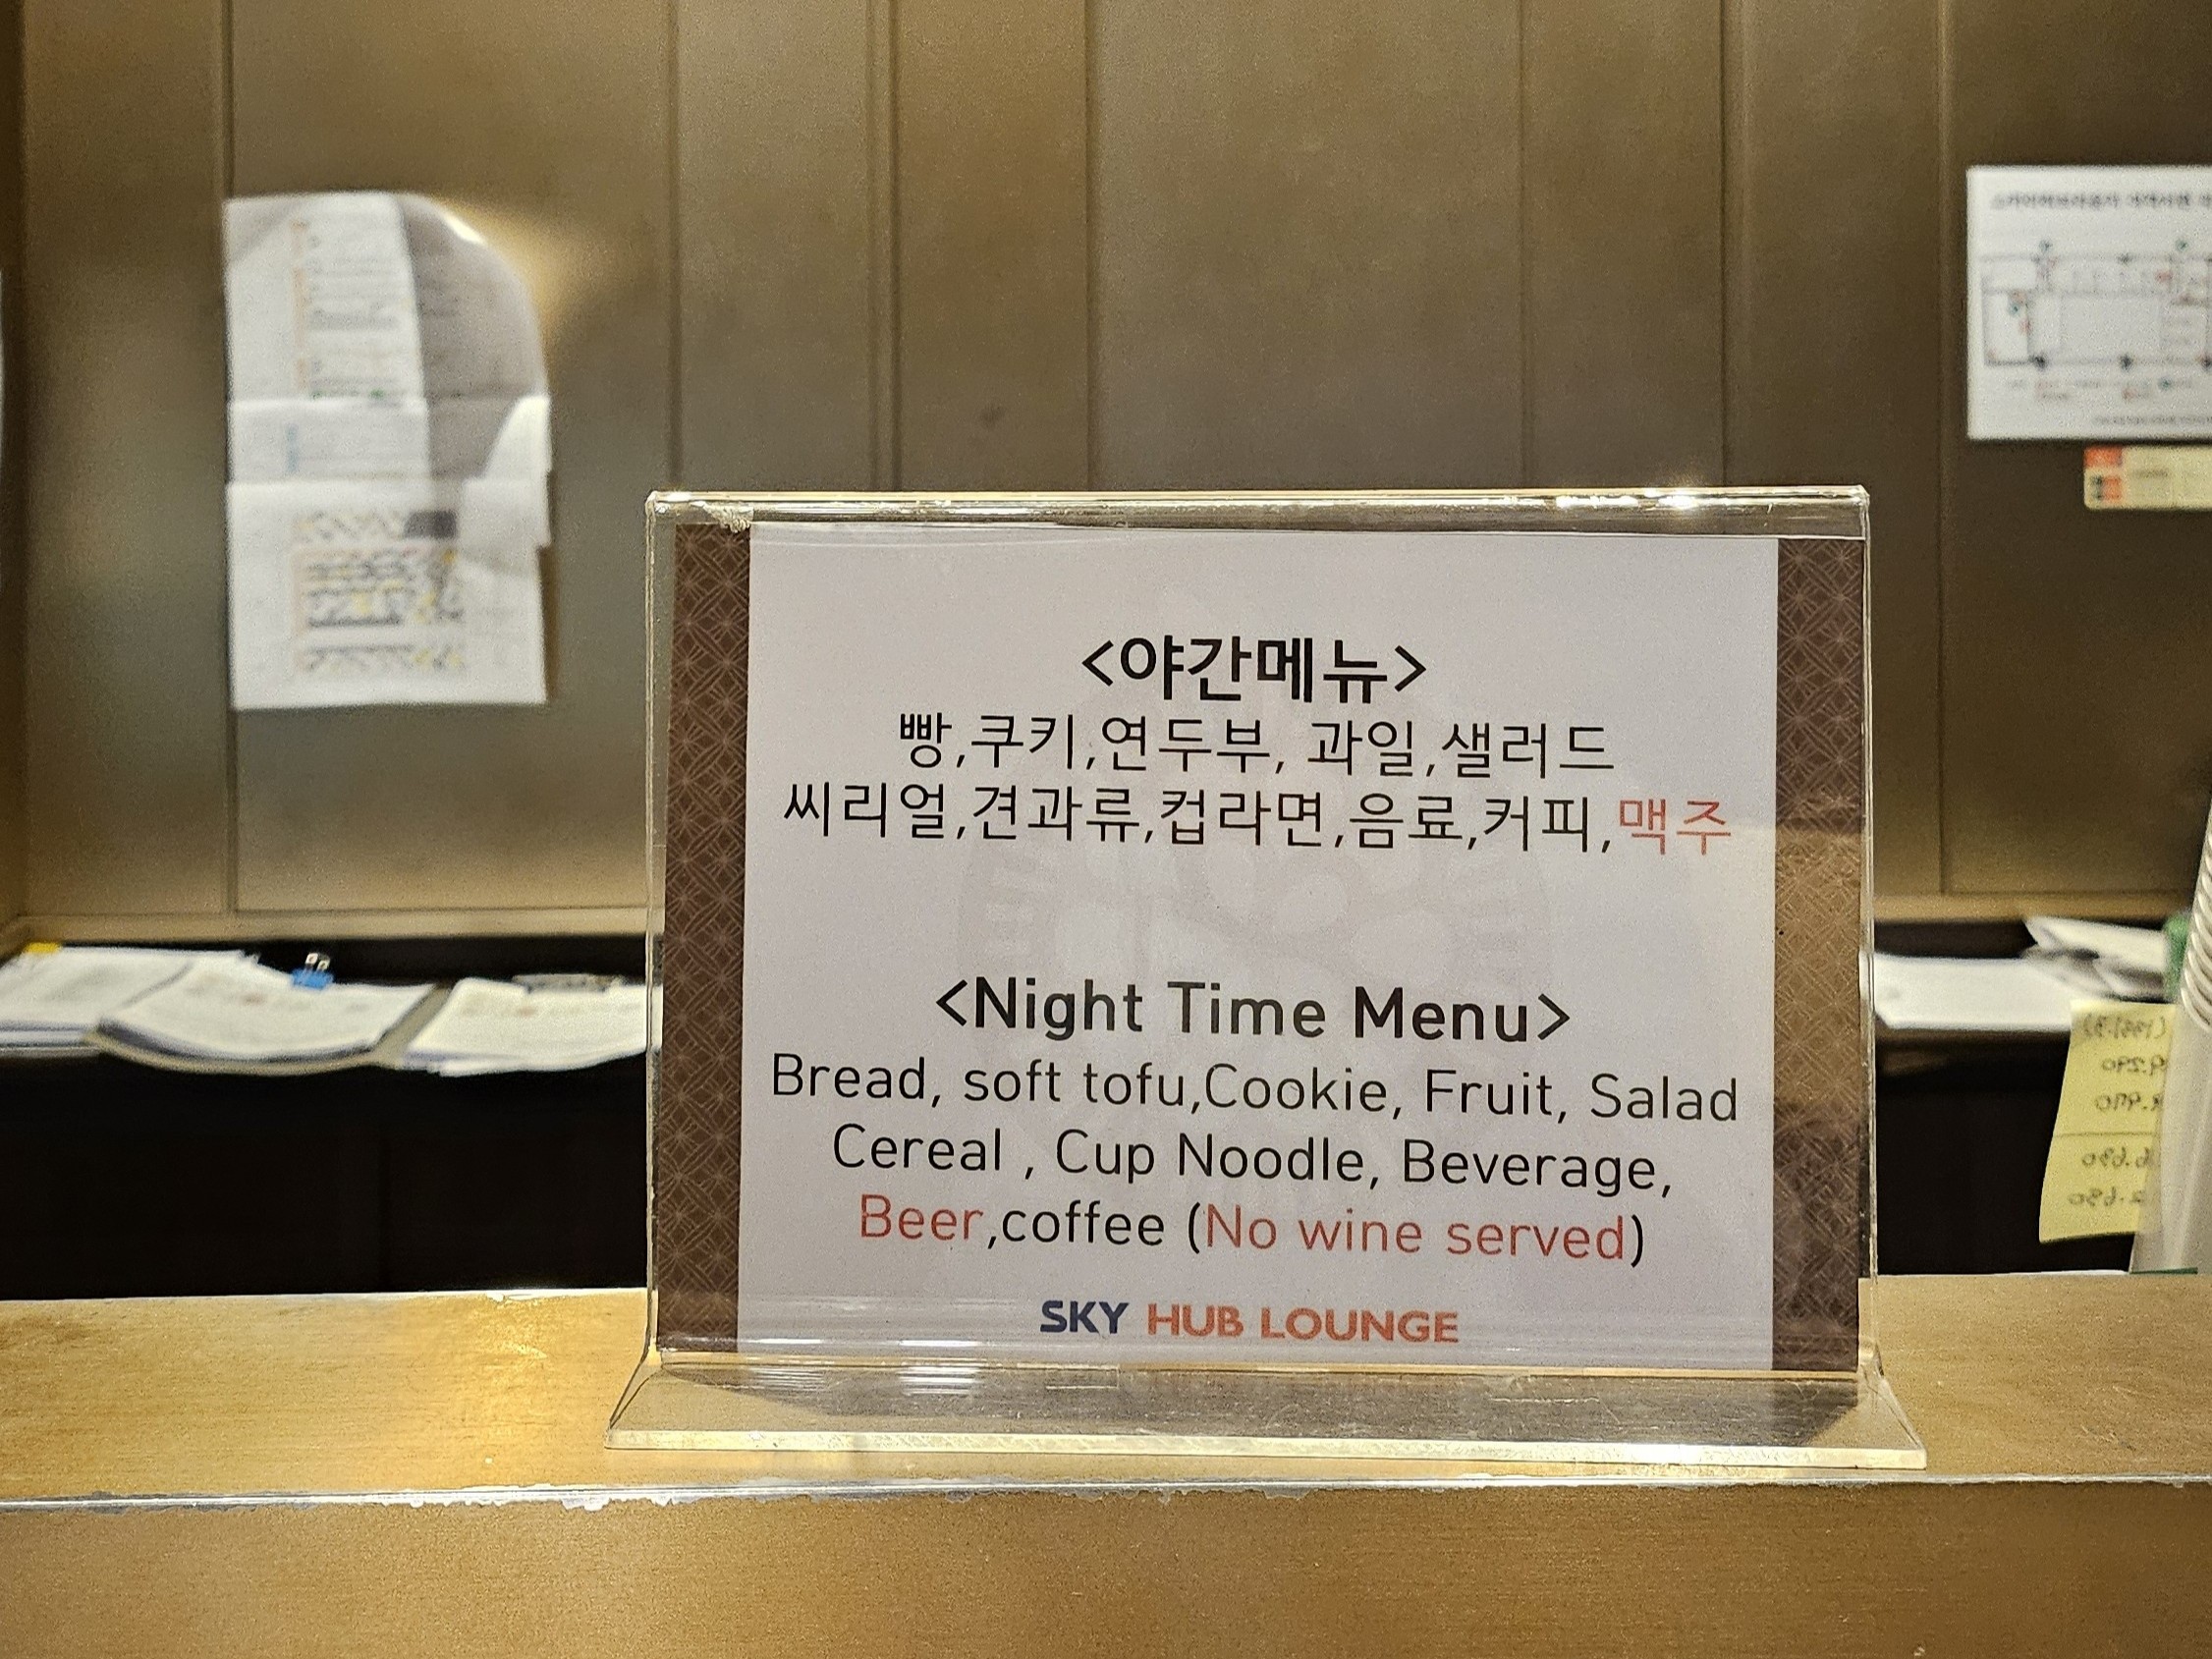 <야간메뉴>
빵,쿠키,연두부, 과일,샐러드
씨리얼,견과류,컵라면,음료,커피,맥주
<Night Time Menu>
Bread, soft tofu,Cookie, Fruit, Salad
Cereal , Cup Noodle, Beverage,
Beer,coffee (No wine served)
SKY HUB LOUNGE